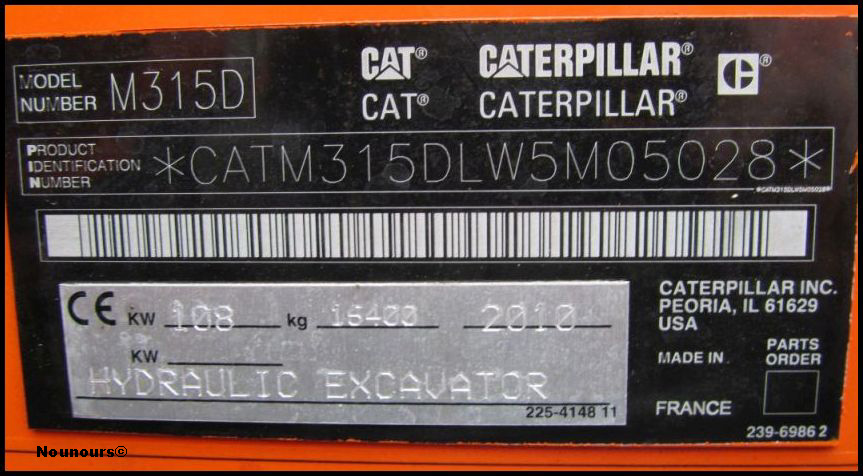 CAT® CATERPILLAR® C®
MODEL NUMBER M315D
CAT® CATERPILLAR®
PRODUCT
IDENTIFICATION
NUMBER
*CATM315DLW5M05028*
*CATM315DLW5M05028*
CE KW 108 kg 16400 2010
KW
HYDRAULIC EXCAVATOR
225-4148 11
CATERPILLAR INC.
PEORIA, IL 61629
USA
MADE IN
FRANCE
PARTS
ORDER
239-6986 2
Nounours©